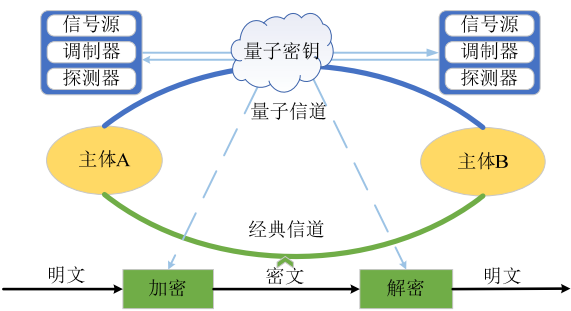 信号源
调制器
探测器
量子密钥
信号源
调制器
探测器
量子信道
主体A
主体B
经典信道
明文
加密
密文
解密
明文